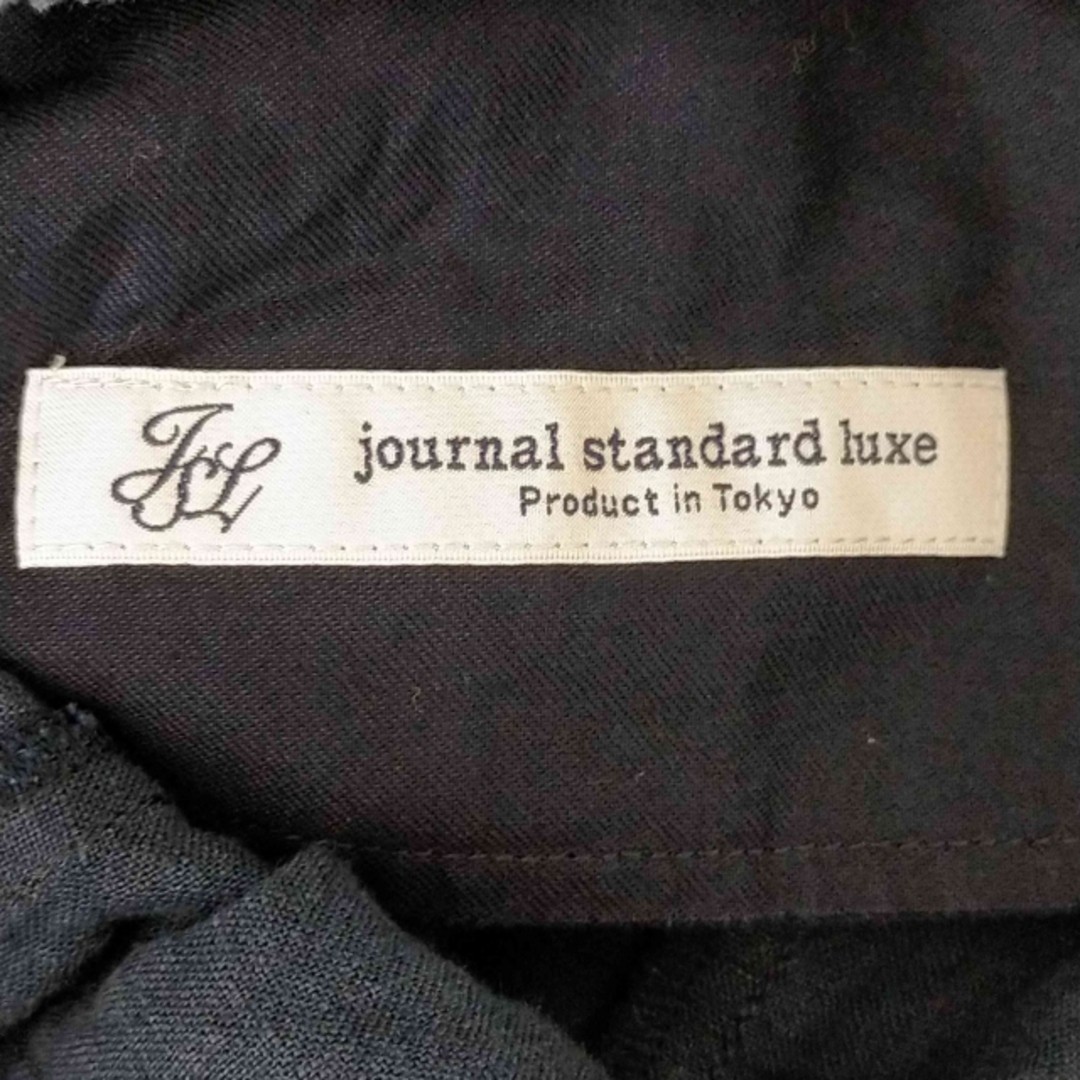 JSL
journal standard luxe
Product in Tokyo